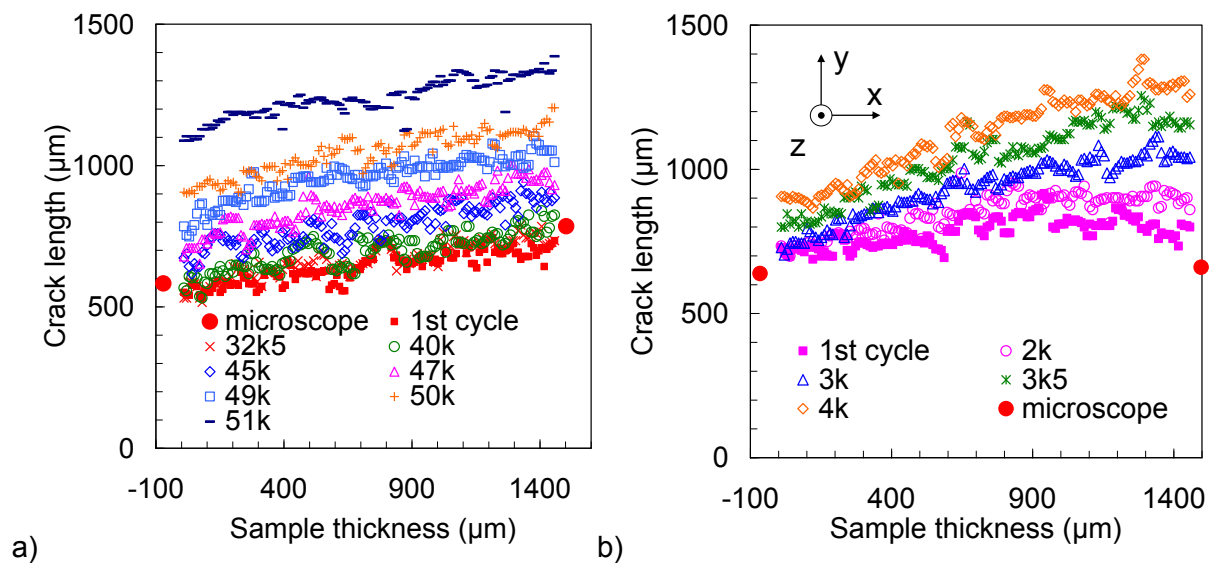 1500
1000
500
0
-100 400 900 1400
Crack length (µm)
Sample thickness (µm)
microscope 1st cycle
32k5 40k
45k 47k
49k 50k
51k
a)
1500
1000
500
0
-100 400 900 1400
Crack length (µm)
Sample thickness (µm)
y
x
z
1st cycle 2k
3k 3k5
4k microscope
b)